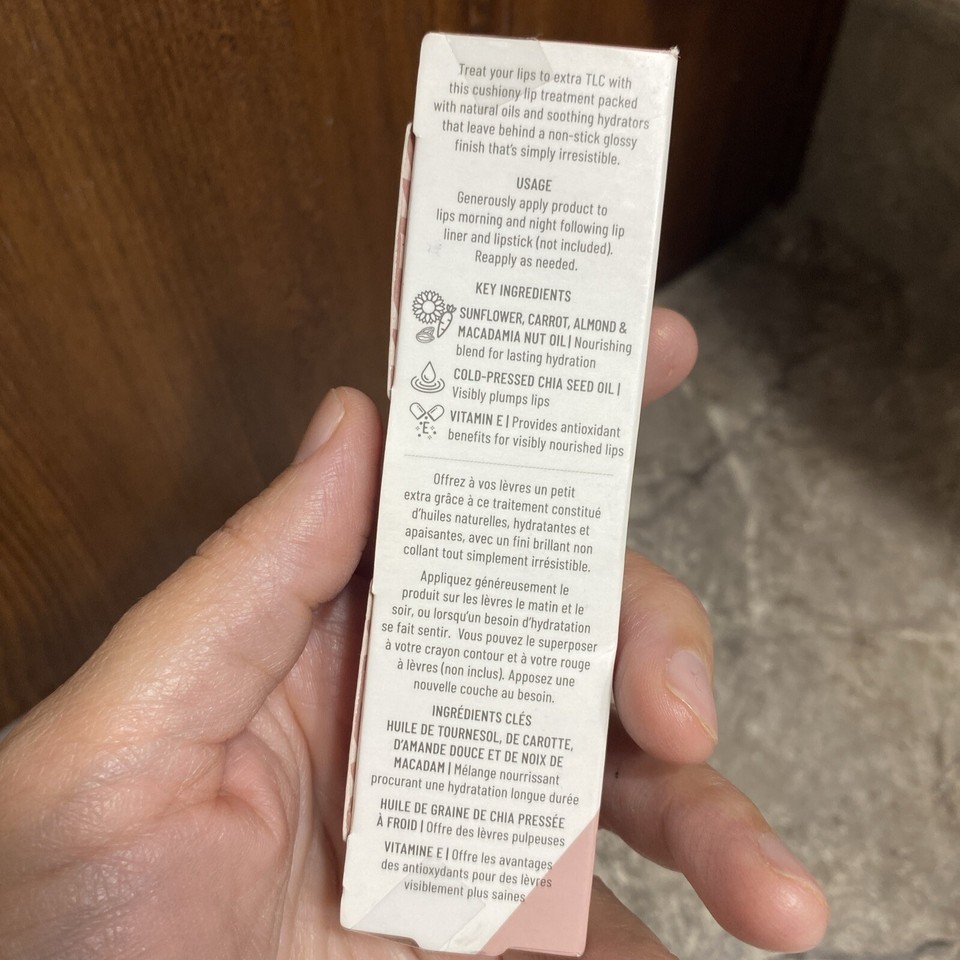 Treat your lips to extra TLC with
this cushiony lip treatment packed
with natural oils and soothing hydrators
that leave behind a non-stick glossy
finish that's simply irresistible.
USAGE
Generously apply product to
lips morning and night following lip
liner and lipstick (not included).
Reapply as needed.
KEY INGREDIENTS
SUNFLOWER, CARROT, ALMOND &
MACADAMIA NUT OIL | Nourishing
blend for lasting hydration
COLD-PRESSED CHIA SEED OIL |
Visibly plumps lips
E
VITAMIN E | Provides antioxidant
benefits for visibly nourished lips
Offrez à vos lèvres un petit
extra grâce à ce traitement constitué
d'huiles naturelles, hydratantes et
apaisantes, avec un fini brillant non
collant tout simplement irrésistible.
Appliquez généreusement le
produit sur les lèvres le matin et le
soir, ou lorsqu'un besoin d'hydratation
se fait sentir. Vous pouvez le superposer
à votre crayon contour et à votre rouge
à lèvres (non inclus). Apposez une
nouvelle couche au besoin.
INGRÉDIENTS CLÉS
HUILE DE TOURNESOL, DE CAROTTE,
D'AMANDE DOUCE ET DE NOIX DE
MACADAM | Mélange nourrissant
procurant une hydratation longue durée
HUILE DE GRAINE DE CHIA PRESSÉE
À FROID | Offre des lèvres pulpeuses
VITAMINE E | Offre les avantages
des antioxydants pour des lèvres
visiblement plus saines